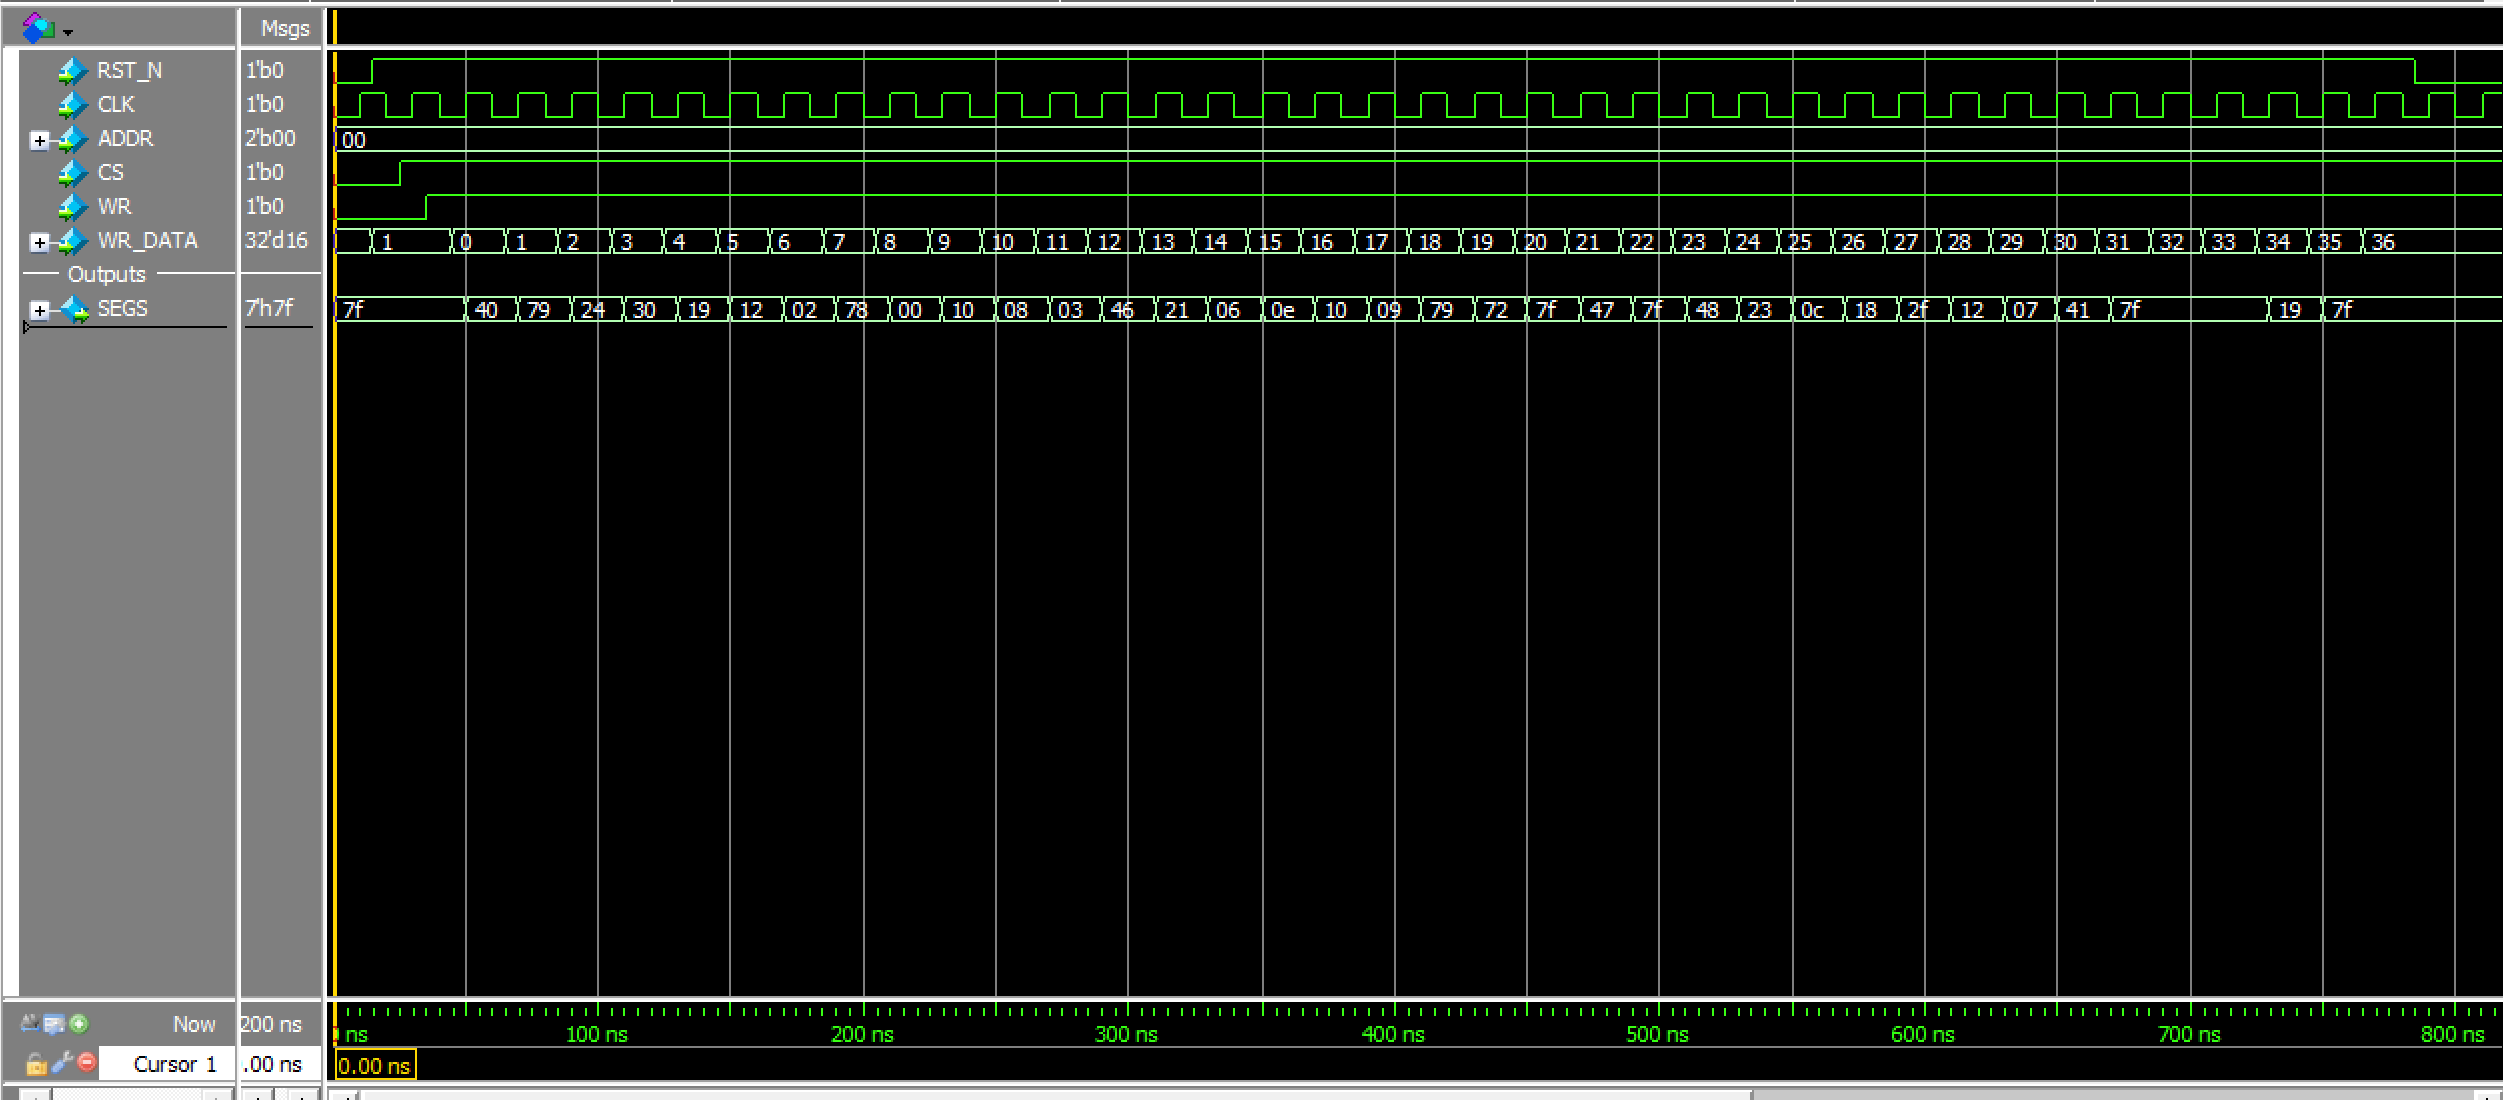 Msgs
RST_N 1'b0
CLK 1'b0
ADDR 2'b00 00
CS 1'b0
WR 1'b0
WR_DATA 32'd16 1 0 1 2 3 4 5 6 7 8 9 10 11 12 13 14 15 16 17 18 19 20 21 22 23 24 25 26 27 28 29 30 31 32 33 34 35 36
Outputs
SEGS 7'h7f 7f 40 79 24 30 19 12 02 78 00 10 08 03 46 21 06 0e 10 09 79 72 7f 47 7f 48 23 0c 18 2f 12 07 41 7f 19 7f
Now 200 ns ns 100 ns 200 ns 300 ns 400 ns 500 ns 600 ns 700 ns 800 ns
Cursor 1 .00 ns 0.00 ns